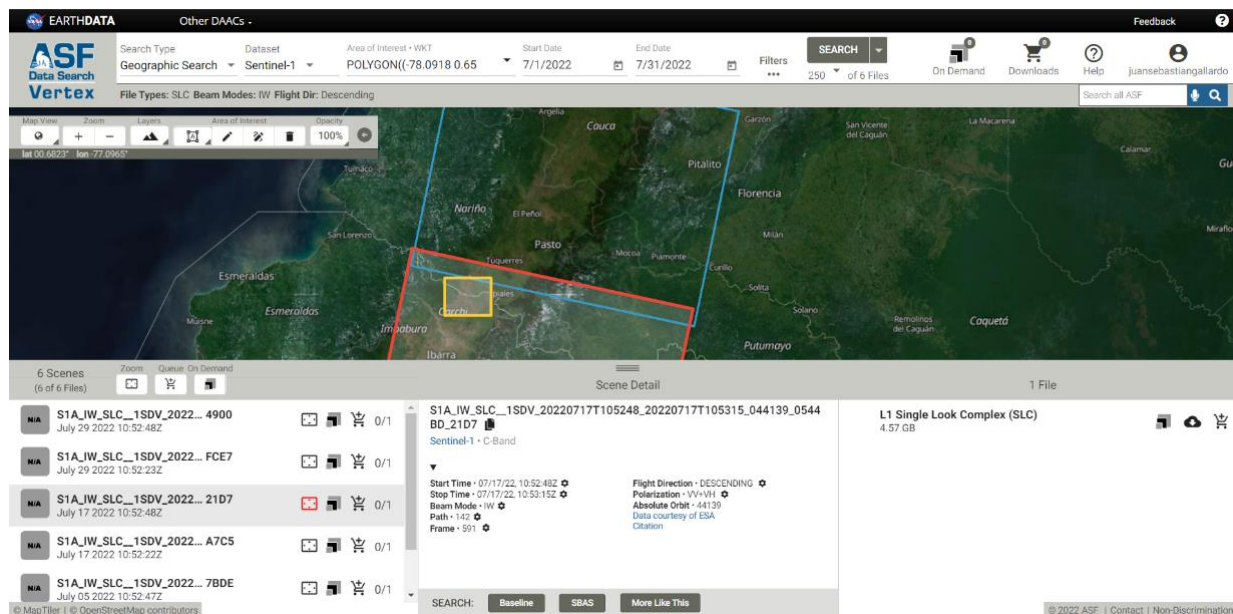 EARTHDATA Other DAACs - Feedback ?
ASF Data Search Vertex
Search Type Dataset Area of Interest • WKT Start Date End Date
Geographic Search Sentinel-1 POLYGON((-78.0918 0.65 7/1/2022 7/31/2022 Filters ••• SEARCH
250 of 6 Files
0 On Demand 0 Downloads Help juansebastiangallardo
File Types: SLC Beam Modes: IW Flight Dir: Descending
Search all ASF
Map View Zoom Layers Area of Interest Opacity
+ − 100%
lat 00.6823° lon -77.0965°
Argelia
Cauca
Garzón
San Vicente del Caguán
La Macarena
Calamar
Gu
Pitalito
Tumaco
Florencia
Nariño
El Peñol
Miraflo
San Lorenzo
Pasto
Milán
Túquerres
Mocoa
Piamonte
Curillo
Esmeraldas
Ipiales
Solita
Esmeraldas
Carchi
Solano
Muisne
Imbabura
Remolinos del Caguán
Caquetá
Putumayo
Ibarra
6 Scenes
(6 of 6 Files)
Zoom Queue On Demand
Scene Detail
1 File
N/A S1A_IW_SLC__1SDV_2022... 4900
July 29 2022 10:52:48Z 0/1
N/A S1A_IW_SLC__1SDV_2022... FCE7
July 29 2022 10:52:23Z 0/1
N/A S1A_IW_SLC__1SDV_2022... 21D7
July 17 2022 10:52:48Z 0/1
N/A S1A_IW_SLC__1SDV_2022... A7C5
July 17 2022 10:52:22Z 0/1
N/A S1A_IW_SLC__1SDV_2022... 7BDE
July 05 2022 10:52:47Z 0/1
S1A_IW_SLC__1SDV_20220717T105248_20220717T105315_044139_0544
BD_21D7
Sentinel-1 • C-Band
Start Time • 07/17/22, 10:52:48Z
Stop Time • 07/17/22, 10:53:15Z
Beam Mode • IW
Path • 142
Frame • 591
Flight Direction • DESCENDING
Polarization • VV+VH
Absolute Orbit • 44139
Data courtesy of ESA
Citation
SEARCH: Baseline SBAS More Like This
L1 Single Look Complex (SLC)
4.57 GB
© MapTiler | © OpenStreetMap contributors
© 2022 ASF | Contact | Non-Discrimination